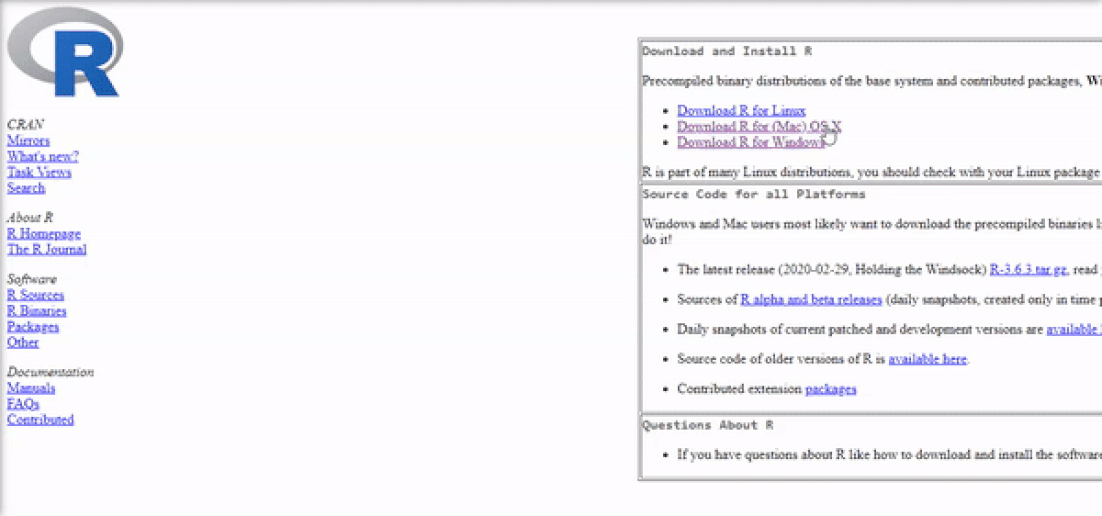 R
CRAN
Mirrors
What's new?
Task Views
Search
About R
R Homepage
The R Journal
Software
R Sources
R Binaries
Packages
Other
Documentation
Manuals
FAQs
Contributed
Download and Install R
Precompiled binary distributions of the base system and contributed packages, Wi
Download R for Linux
Download R for (Mac) OS X
Download R for Windows
R is part of many Linux distributions, you should check with your Linux package
Source Code for all Platforms
Windows and Mac users most likely want to download the precompiled binaries li
do it!
The latest release (2020-02-29, Holding the Windsock) R-3.6.3.tar.gz, read
Sources of R alpha and beta releases (daily snapshots, created only in time p
Daily snapshots of current patched and development versions are available
Source code of older versions of R is available here.
Contributed extension packages
Questions About R
If you have questions about R like how to download and install the software